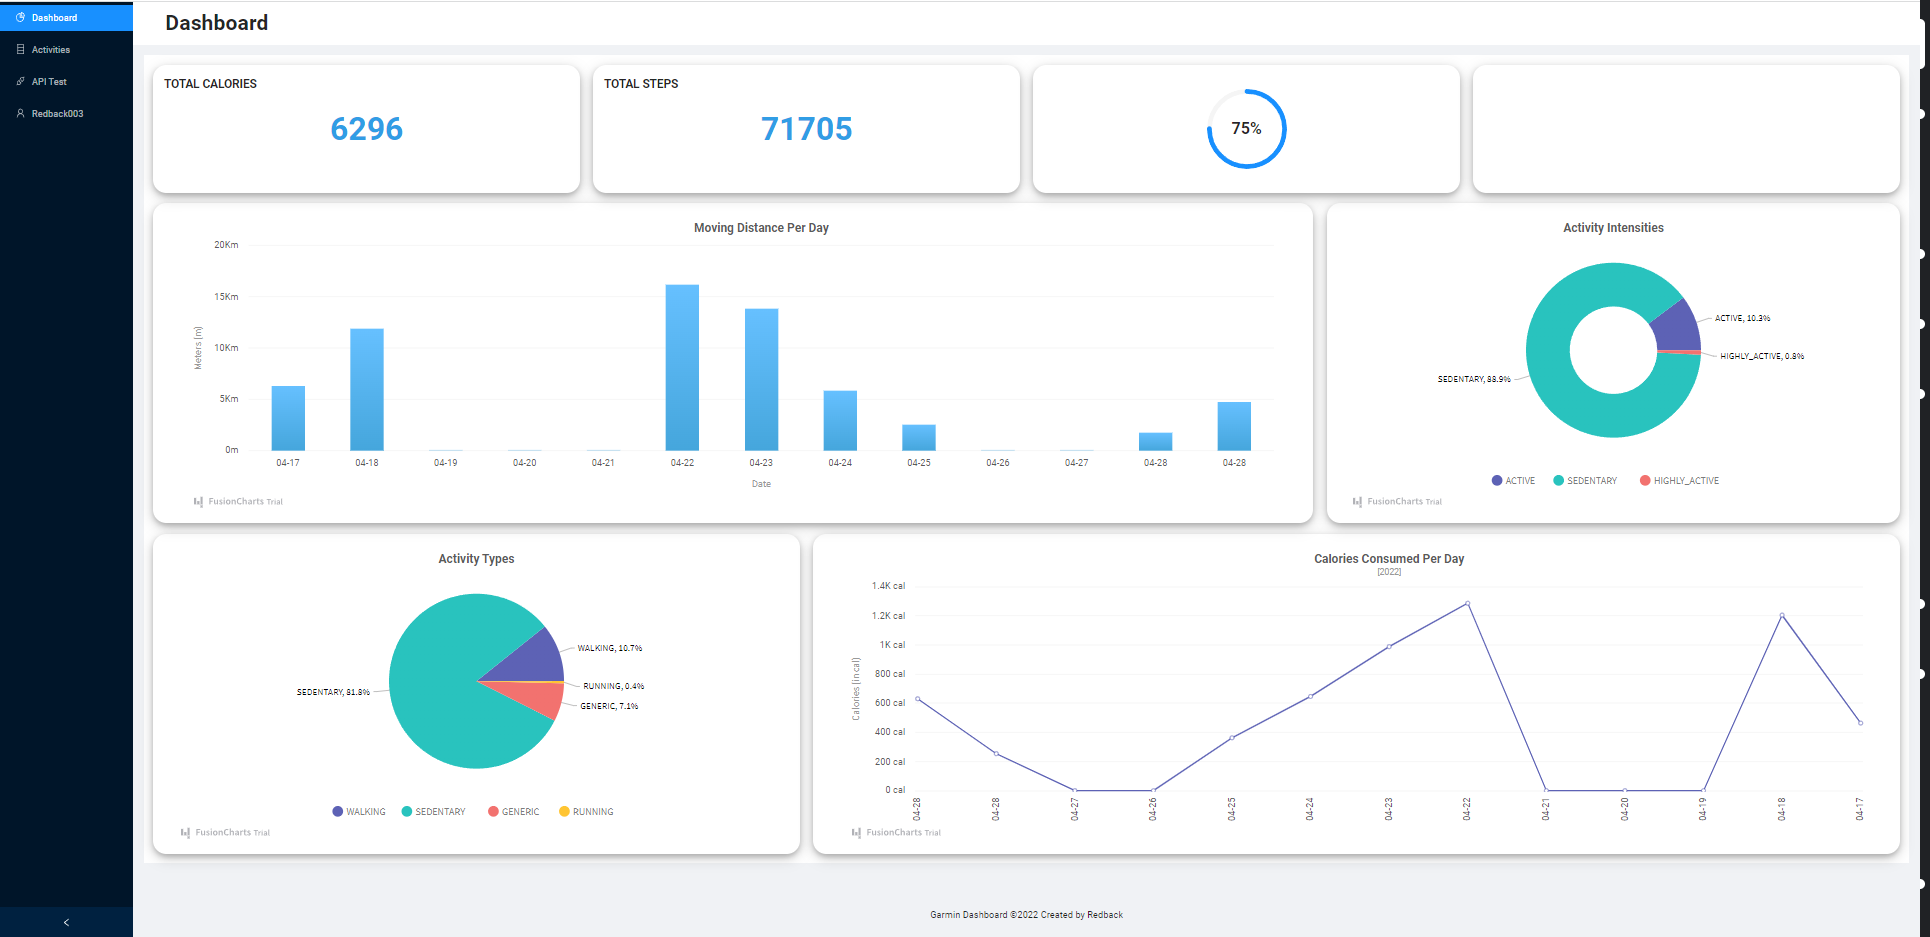 Dashboard
Activities
API Test
Redback003
Dashboard
TOTAL CALORIES
6296
TOTAL STEPS
71705
75%
Moving Distance Per Day
20Km
15Km
10Km
5Km
0m
Meters [m]
04-17 04-18 04-19 04-20 04-21 04-22 04-23 04-24 04-25 04-26 04-27 04-28 04-28
Date
FusionCharts Trial
Activity Intensities
ACTIVE, 10.3%
HIGHLY_ACTIVE, 0.8%
SEDENTARY, 88.9%
ACTIVE SEDENTARY HIGHLY_ACTIVE
FusionCharts Trial
Activity Types
WALKING, 10.7%
RUNNING, 0.4%
SEDENTARY, 81.8%
GENERIC, 7.1%
WALKING SEDENTARY GENERIC RUNNING
FusionCharts Trial
Calories Consumed Per Day
[2022]
1.4K cal
1.2K cal
1K cal
800 cal
600 cal
400 cal
200 cal
0 cal
Calories [in cal]
04-28 04-28 04-27 04-26 04-25 04-24 04-23 04-22 04-21 04-20 04-19 04-18 04-17
FusionCharts Trial
Garmin Dashboard ©2022 Created by Redback